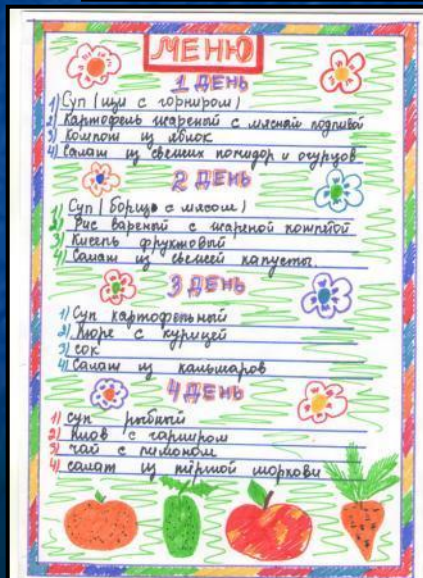 МЕНЮ
1 ДЕНЬ
1) Суп (щи с горниром)
2) Картофель жареный с мясной подливой
3) Компот из яблок
4) Салат из свежих помидор и огурцов
2 ДЕНЬ
1) Суп (борищ с мясом)
2) Рис вареный с жареной котлетой
3) Кисель фруктовый
4) Салат из свежей капусты.
3 ДЕНЬ
1) Суп картофельный
2) Пюре с курицей
3) сок
4) Салат из кальмаров
4 ДЕНЬ
1) суп рыбный
2) плов с гарниром
3) чай с лимоном
4) салат из тёртой моркови